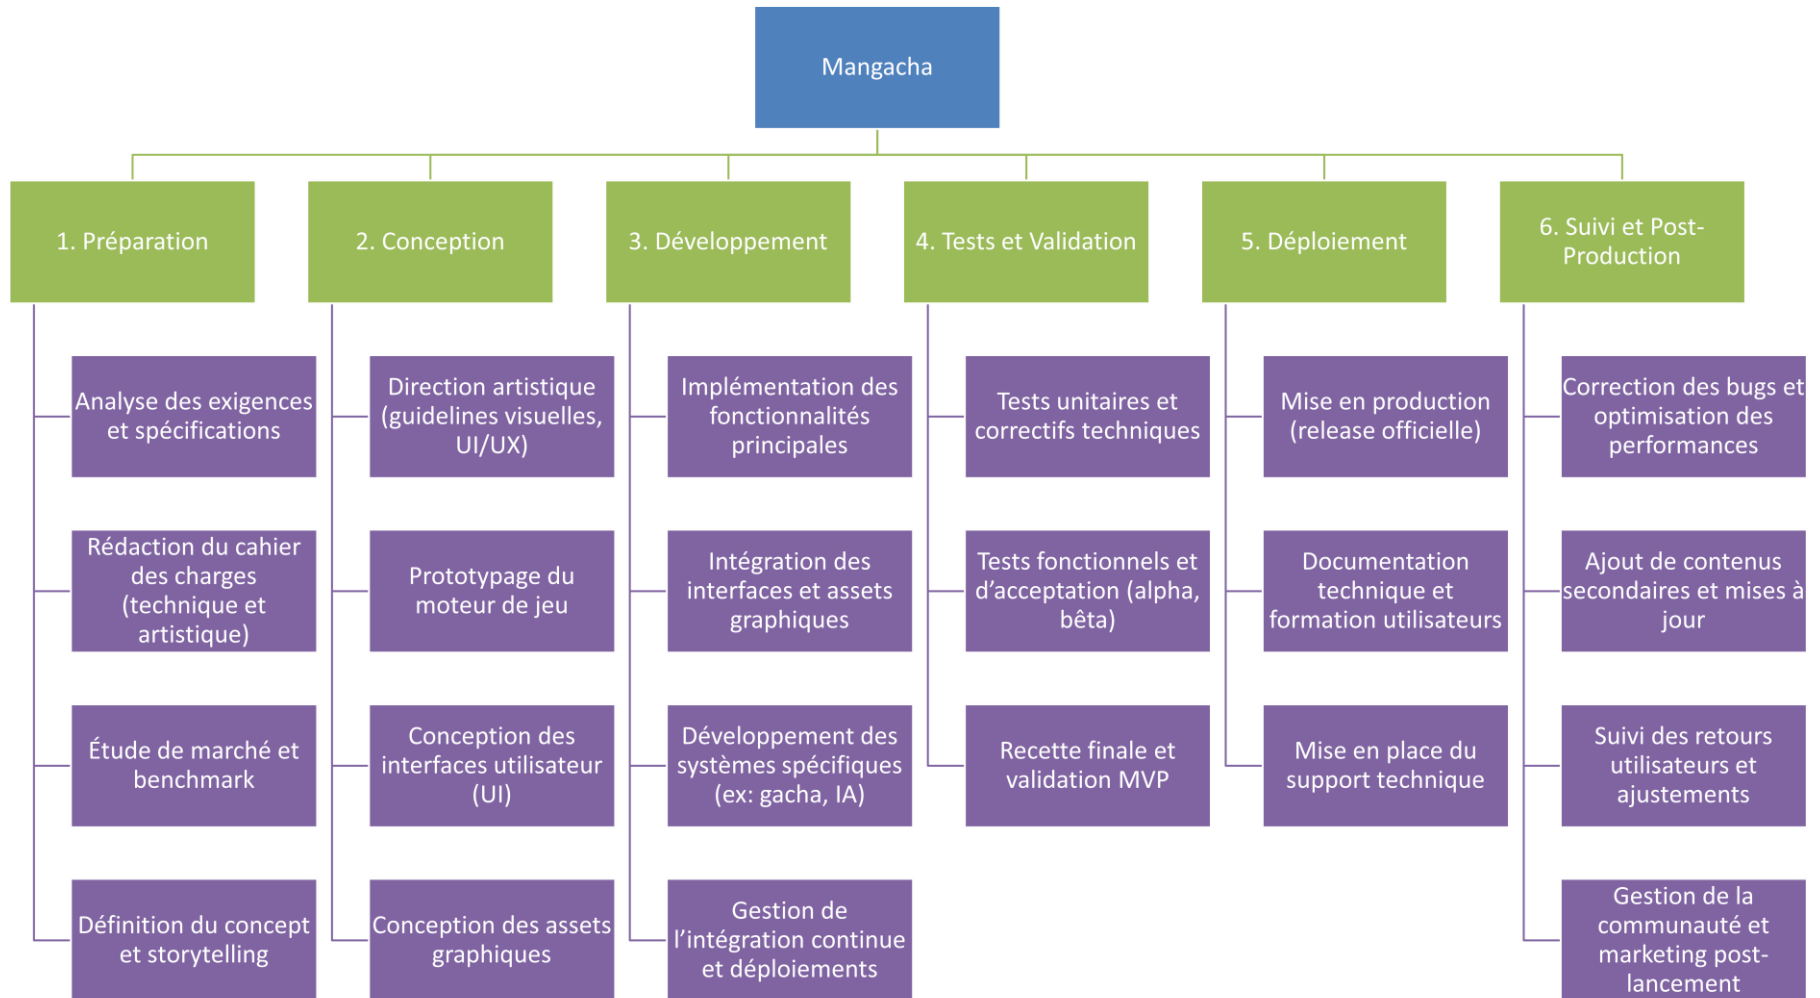 Mangacha
1. Préparation
2. Conception
3. Développement
4. Tests et Validation
5. Déploiement
6. Suivi et Post-
Production
Analyse des exigences
et spécifications
Rédaction du cahier
des charges
(technique et
artistique)
Étude de marché et
benchmark
Définition du concept
et storytelling
Direction artistique
(guidelines visuelles,
UI/UX)
Prototypage du
moteur de jeu
Conception des
interfaces utilisateur
(UI)
Conception des assets
graphiques
Implémentation des
fonctionnalités
principales
Intégration des
interfaces et assets
graphiques
Développement des
systèmes spécifiques
(ex: gacha, IA)
Gestion de
l’intégration continue
et déploiements
Tests unitaires et
correctifs techniques
Tests fonctionnels et
d’acceptation (alpha,
bêta)
Recette finale et
validation MVP
Mise en production
(release officielle)
Documentation
technique et
formation utilisateurs
Mise en place du
support technique
Correction des bugs et
optimisation des
performances
Ajout de contenus
secondaires et mises à
jour
Suivi des retours
utilisateurs et
ajustements
Gestion de la
communauté et
marketing post-
lancement